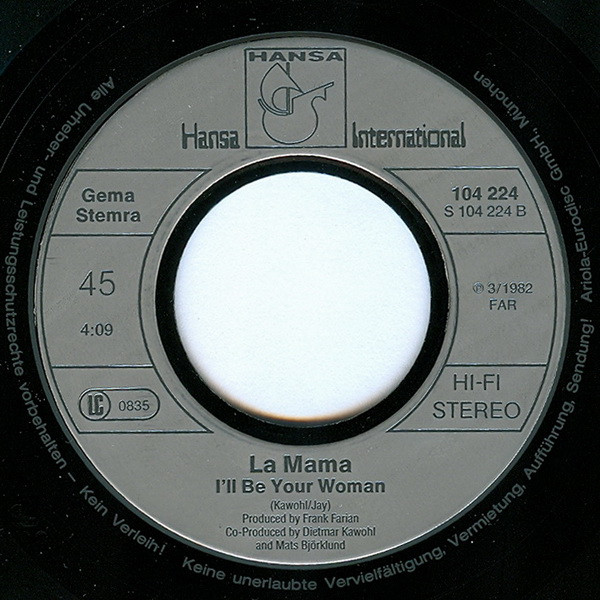 HANSA
Hansa International
Gema
Stemra
104 224
S 104 224 B
45
4:09
℗ 3/1982
FAR
LC 0835
HI-FI
STEREO
La Mama
I'll Be Your Woman
(Kawohl/Jay)
Produced by Frank Farian
Co-Produced by Dietmar Kawohl
and Mats Björklund
Alle Urheber- und Leistungsschutzrechte vorbehalten – Kein Verleih! Keine unerlaubte Vervielfältigung, Vermietung, Aufführung, Sendung! Ariola-Eurodisc GmbH, München